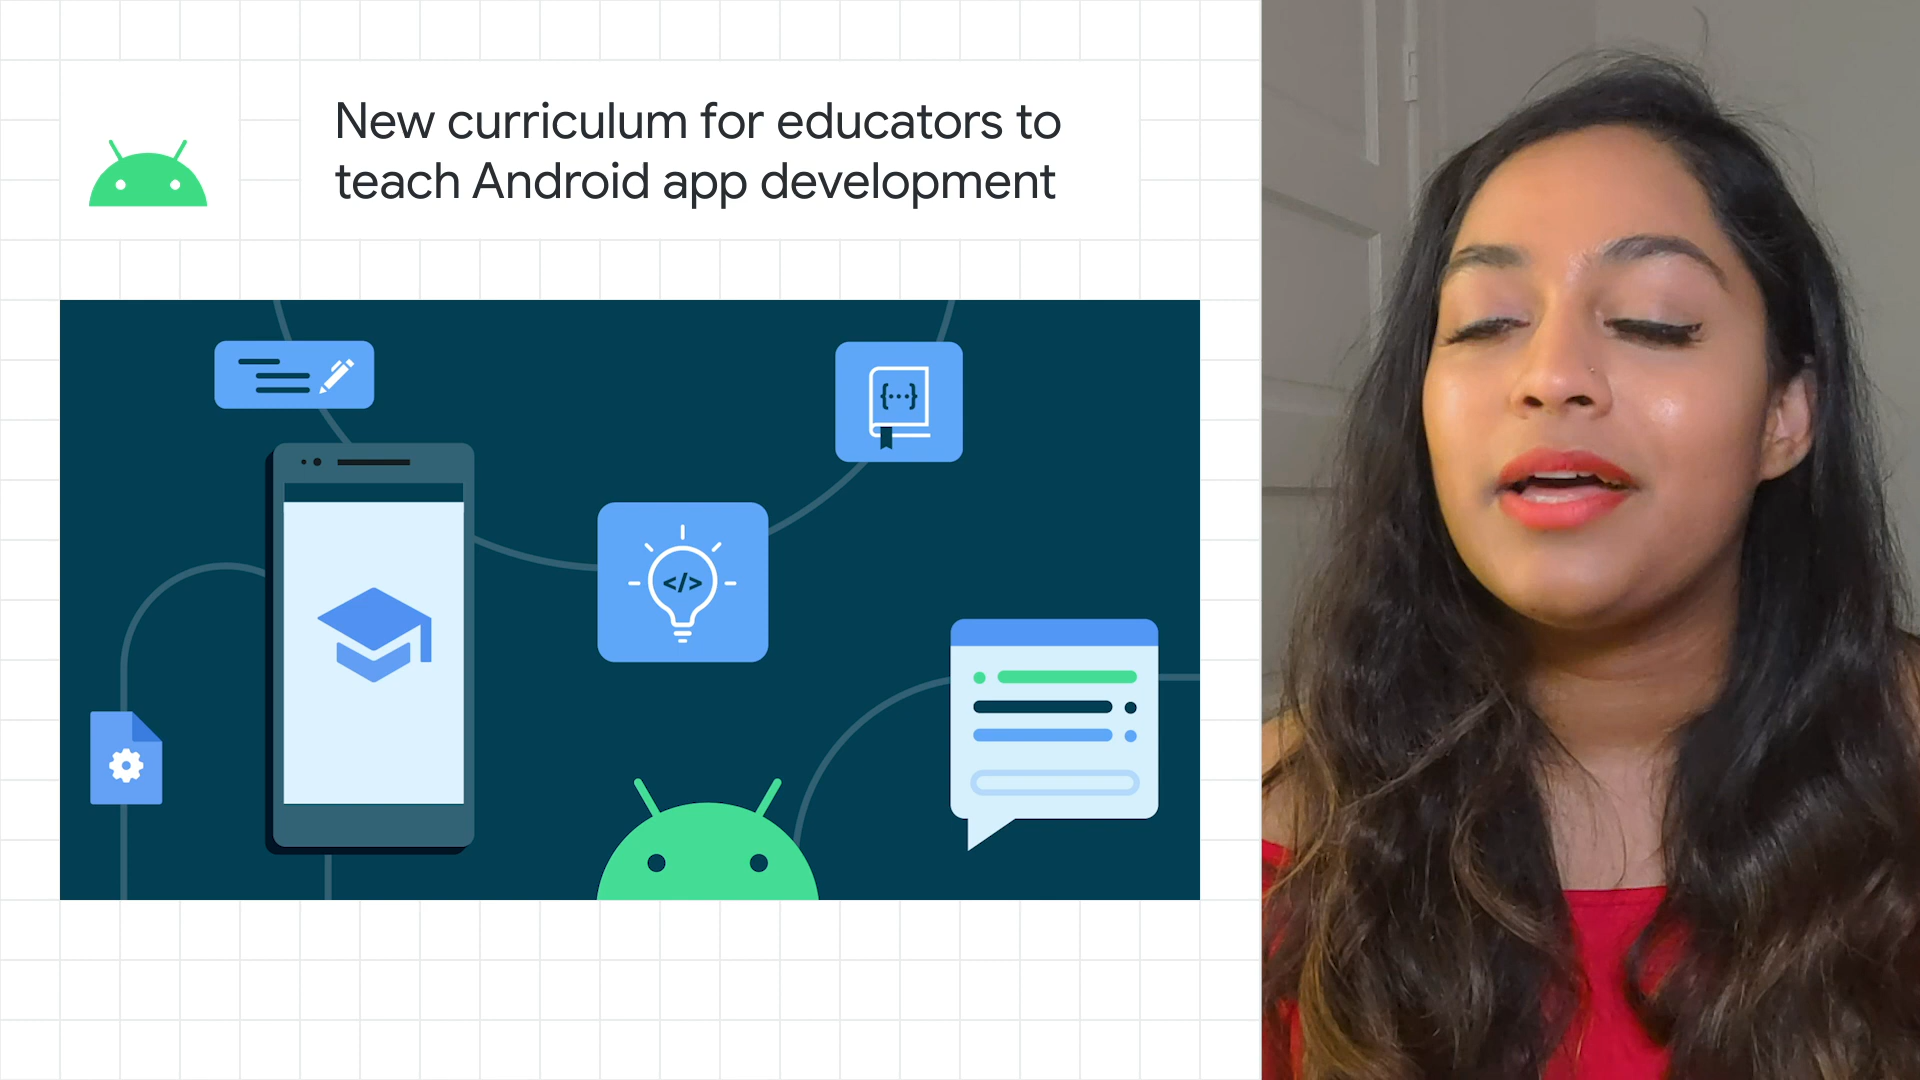 New curriculum for educators to
teach Android app development
{···}
</>